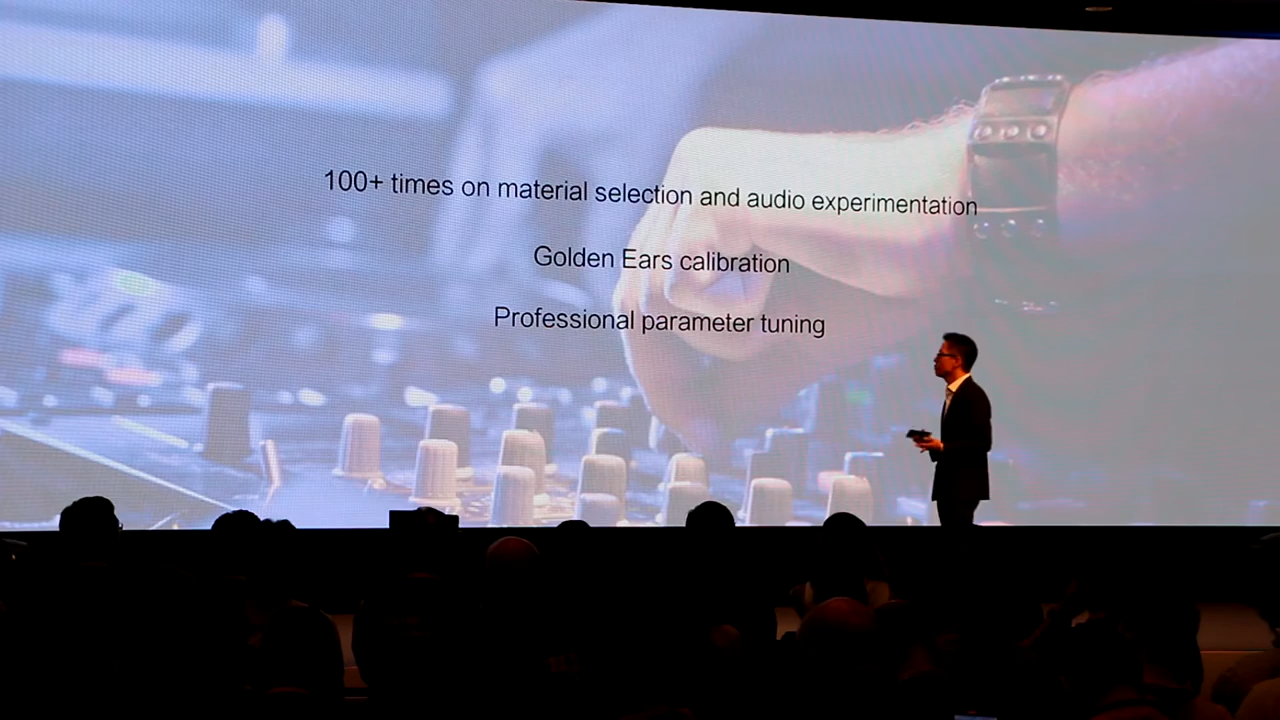 100+ times on material selection and audio experimentation
Golden Ears calibration
Professional parameter tuning